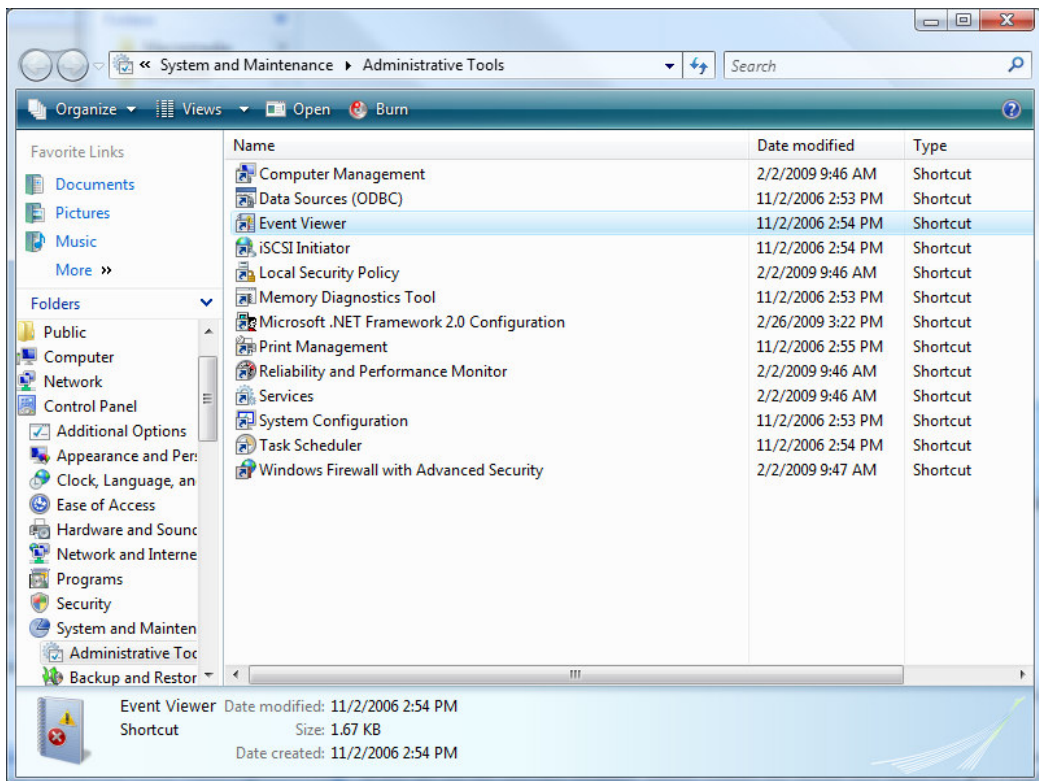 « System and Maintenance ▸ Administrative Tools
Search
Organize Views Open Burn
Favorite Links
Documents
Pictures
Music
More »
Folders
Public
Computer
Network
Control Panel
Additional Options
Appearance and Per
Clock, Language, an
Ease of Access
Hardware and Sound
Network and Interne
Programs
Security
System and Mainten
Administrative Too
Backup and Restor
Name Date modified Type
Computer Management 2/2/2009 9:46 AM Shortcut
Data Sources (ODBC) 11/2/2006 2:53 PM Shortcut
Event Viewer 11/2/2006 2:54 PM Shortcut
iSCSI Initiator 11/2/2006 2:54 PM Shortcut
Local Security Policy 2/2/2009 9:46 AM Shortcut
Memory Diagnostics Tool 11/2/2006 2:53 PM Shortcut
Microsoft .NET Framework 2.0 Configuration 2/26/2009 3:22 PM Shortcut
Print Management 11/2/2006 2:55 PM Shortcut
Reliability and Performance Monitor 2/2/2009 9:46 AM Shortcut
Services 2/2/2009 9:46 AM Shortcut
System Configuration 11/2/2006 2:53 PM Shortcut
Task Scheduler 11/2/2006 2:54 PM Shortcut
Windows Firewall with Advanced Security 2/2/2009 9:47 AM Shortcut
Event Viewer Date modified: 11/2/2006 2:54 PM
Shortcut Size: 1.67 KB
Date created: 11/2/2006 2:54 PM